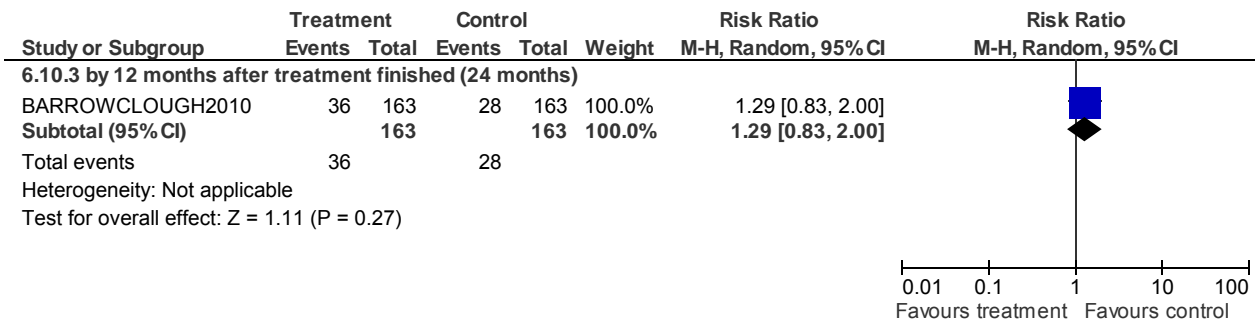 Treatment Control Risk Ratio Risk Ratio
Study or Subgroup Events Total Events Total Weight M-H, Random, 95% CI M-H, Random, 95% CI
6.10.3 by 12 months after treatment finished (24 months)
BARROWCLOUGH2010 36 163 28 163 100.0% 1.29 [0.83, 2.00]
Subtotal (95% CI) 163 163 100.0% 1.29 [0.83, 2.00]
Total events 36 28
Heterogeneity: Not applicable
Test for overall effect: Z = 1.11 (P = 0.27)
0.01 0.1 1 10 100
Favours treatment Favours control